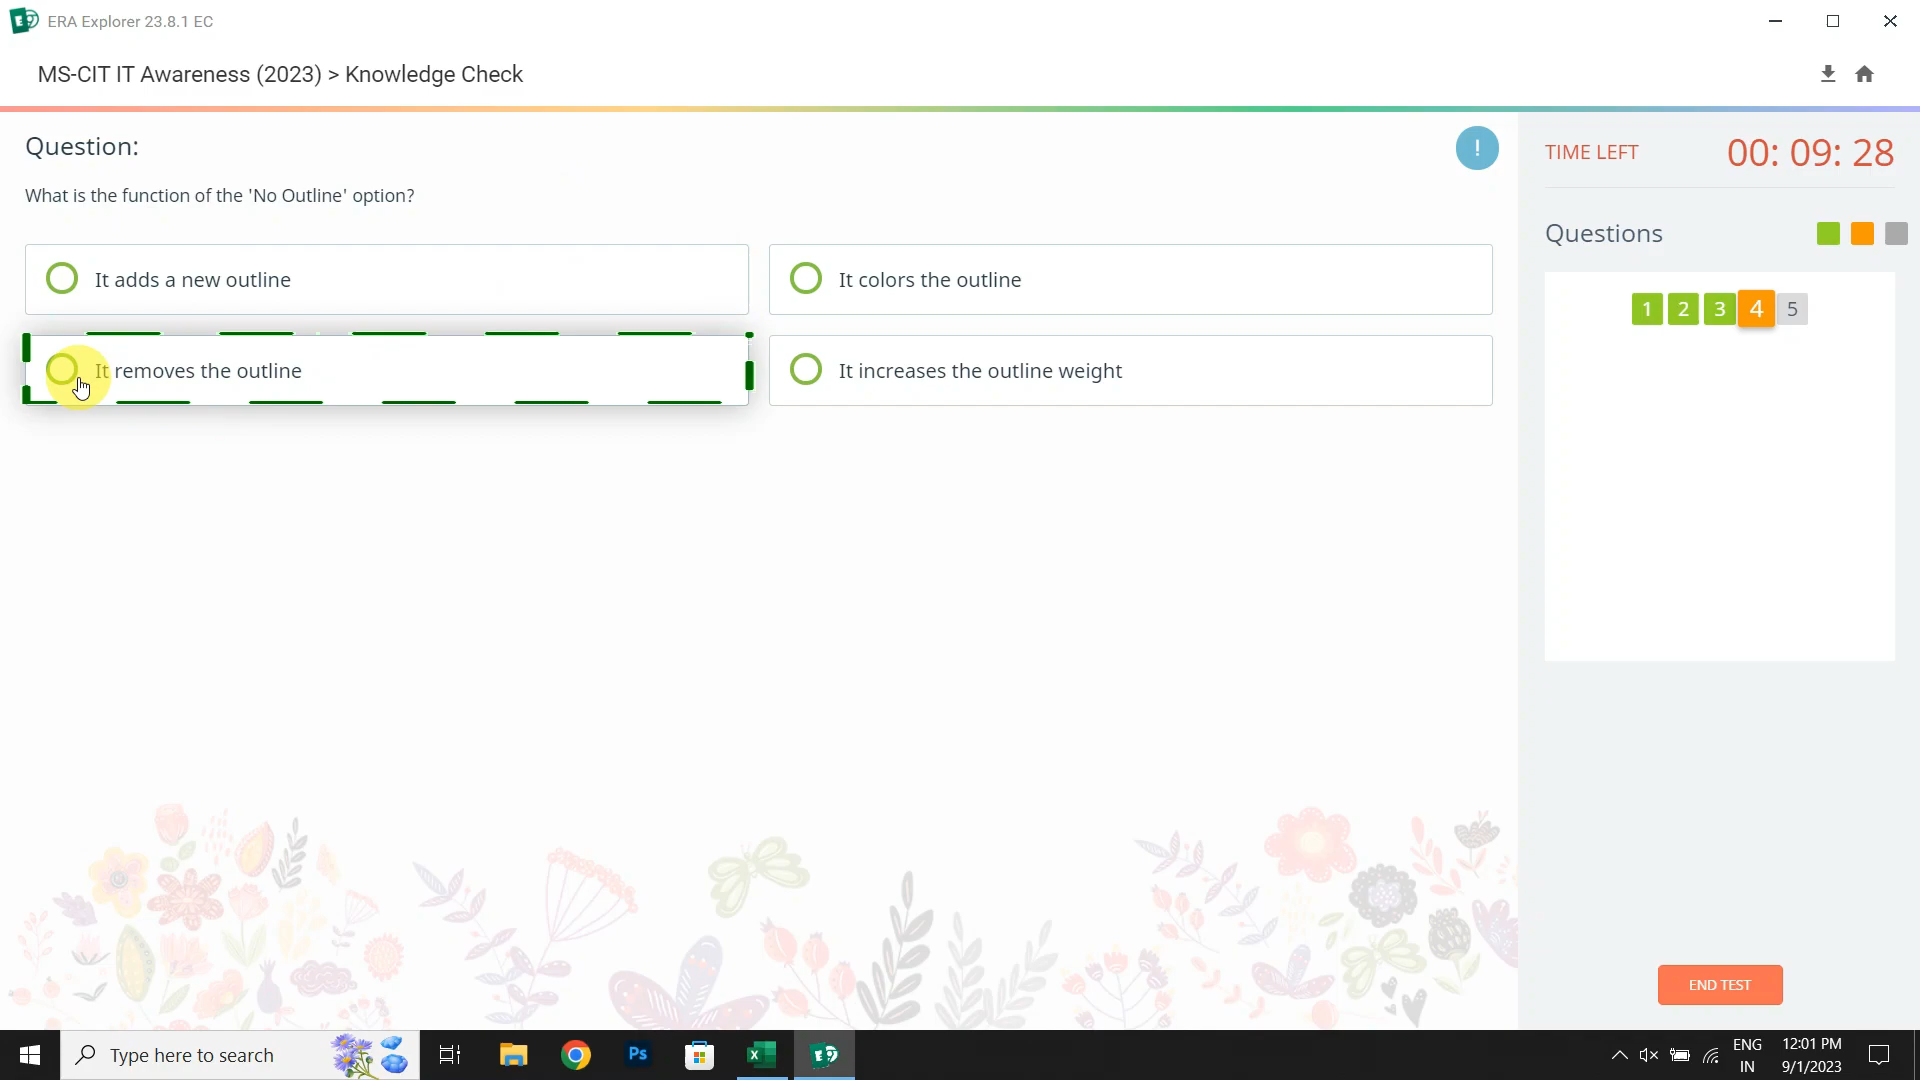 ERA Explorer 23.8.1 EC
MS-CIT IT Awareness (2023) > Knowledge Check
Question:
!
TIME LEFT
00: 09: 28
What is the function of the 'No Outline' option?
Questions
It adds a new outline
It colors the outline
1 2 3 4 5
It removes the outline
It increases the outline weight
END TEST
Type here to search
Ps
ENG
IN
12:01 PM
9/1/2023